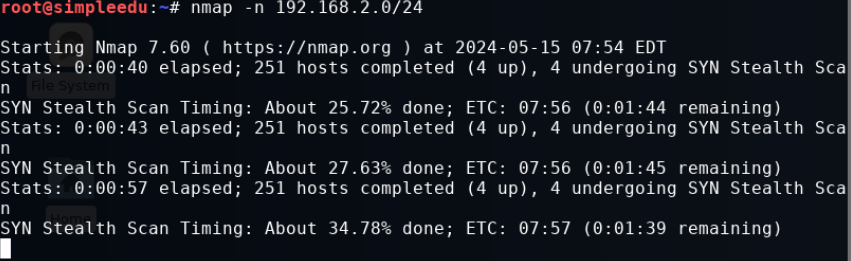 root@simpleedu:~# nmap -n 192.168.2.0/24
Starting Nmap 7.60 ( https://nmap.org ) at 2024-05-15 07:54 EDT
Stats: 0:00:40 elapsed; 251 hosts completed (4 up), 4 undergoing SYN Stealth Sca
n
File System
SYN Stealth Scan Timing: About 25.72% done; ETC: 07:56 (0:01:44 remaining)
Stats: 0:00:43 elapsed; 251 hosts completed (4 up), 4 undergoing SYN Stealth Sca
n
SYN Stealth Scan Timing: About 27.63% done; ETC: 07:56 (0:01:45 remaining)
Stats: 0:00:57 elapsed; 251 hosts completed (4 up), 4 undergoing SYN Stealth Sca
n
Home
SYN Stealth Scan Timing: About 34.78% done; ETC: 07:57 (0:01:39 remaining)